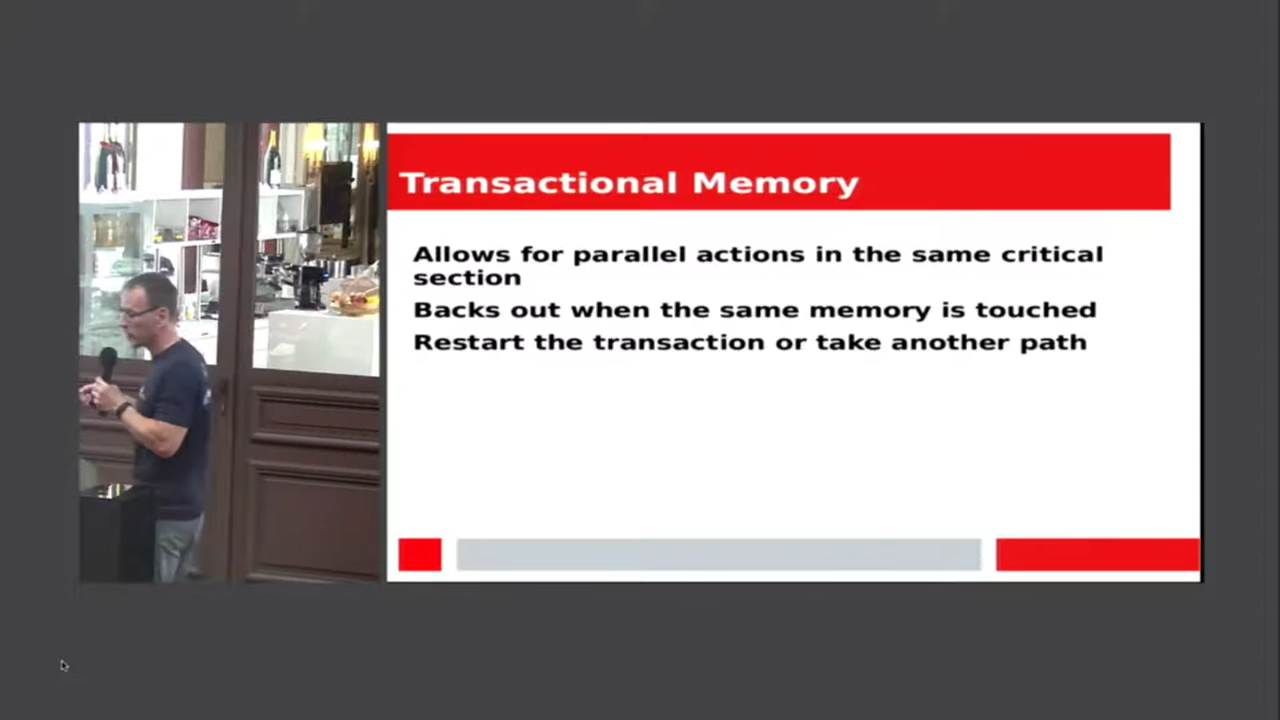 Transactional Memory
Allows for parallel actions in the same critical
section
Backs out when the same memory is touched
Restart the transaction or take another path